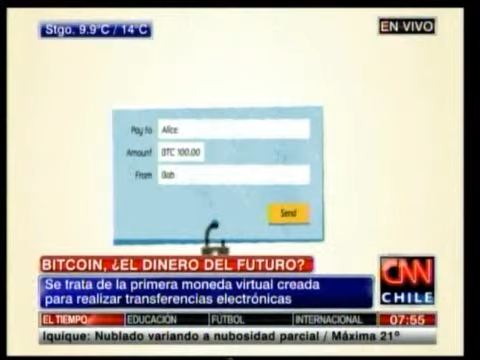 Stgo. 9.9°C / 14°C
EN VIVO
Pay to Alice
Amount BTC 100.00
From Bob
Send
BITCOIN, ¿EL DINERO DEL FUTURO?
Se trata de la primera moneda virtual creada
para realizar transferencias electrónicas
CNN
CHILE
EL TIEMPO EDUCACIÓN FÚTBOL INTERNACIONAL 07:55
Iquique: Nublado variando a nubosidad parcial / Máxima 21°